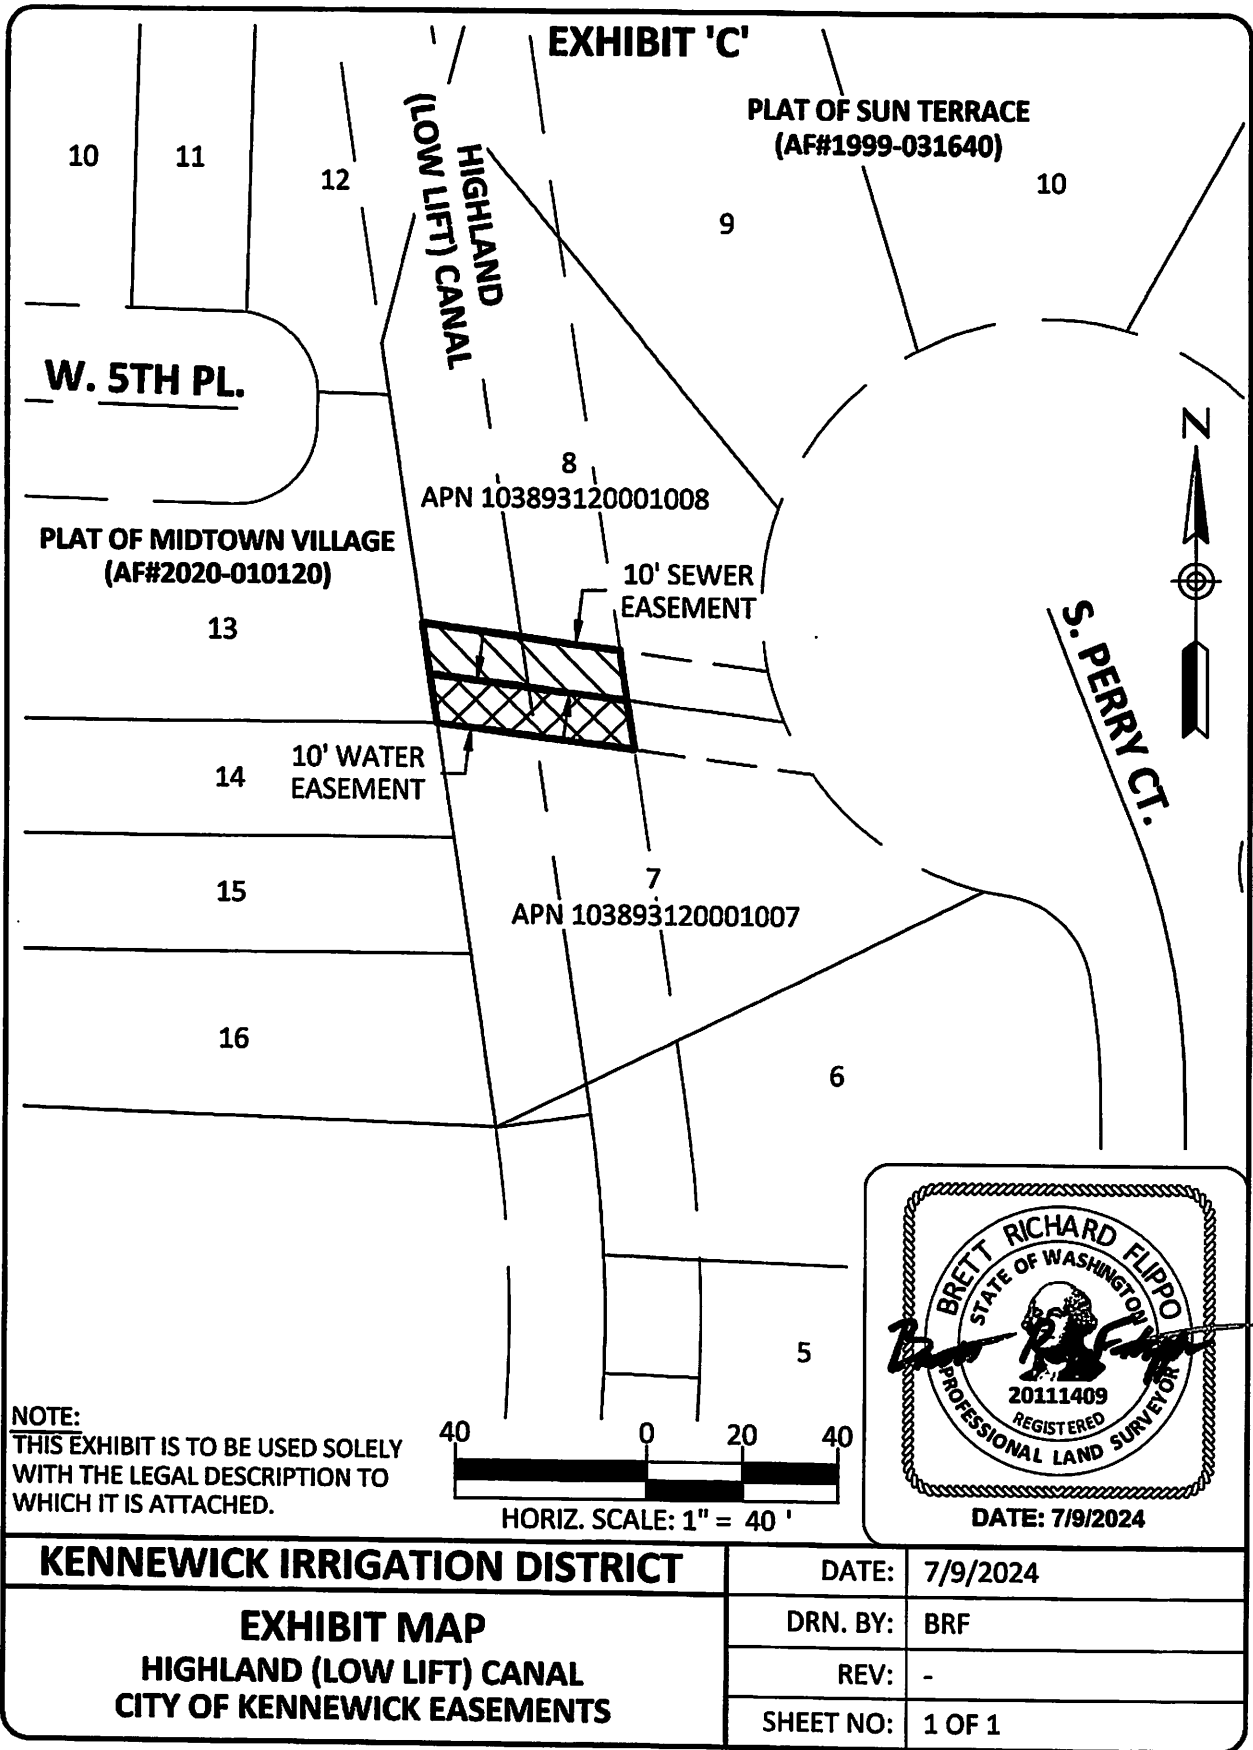 EXHIBIT 'C'
PLAT OF SUN TERRACE
(AF#1999-031640)
10
11
12
HIGHLAND
(LOW LIFT) CANAL
9
10
W. 5TH PL.
N
8
APN 103893120001008
PLAT OF MIDTOWN VILLAGE
(AF#2020-010120)
10' SEWER
EASEMENT
13
S. PERRY CT.
10' WATER
EASEMENT
14
7
APN 103893120001007
15
16
6
5
BRETT RICHARD FLIPPO
STATE OF WASHINGTON
20111409
REGISTERED
PROFESSIONAL LAND SURVEYOR
DATE: 7/9/2024
NOTE:
THIS EXHIBIT IS TO BE USED SOLELY
WITH THE LEGAL DESCRIPTION TO
WHICH IT IS ATTACHED.
40 0 20 40
HORIZ. SCALE: 1" = 40 '
KENNEWICK IRRIGATION DISTRICT
EXHIBIT MAP
HIGHLAND (LOW LIFT) CANAL
CITY OF KENNEWICK EASEMENTS
DATE: 7/9/2024
DRN. BY: BRF
REV: -
SHEET NO: 1 OF 1